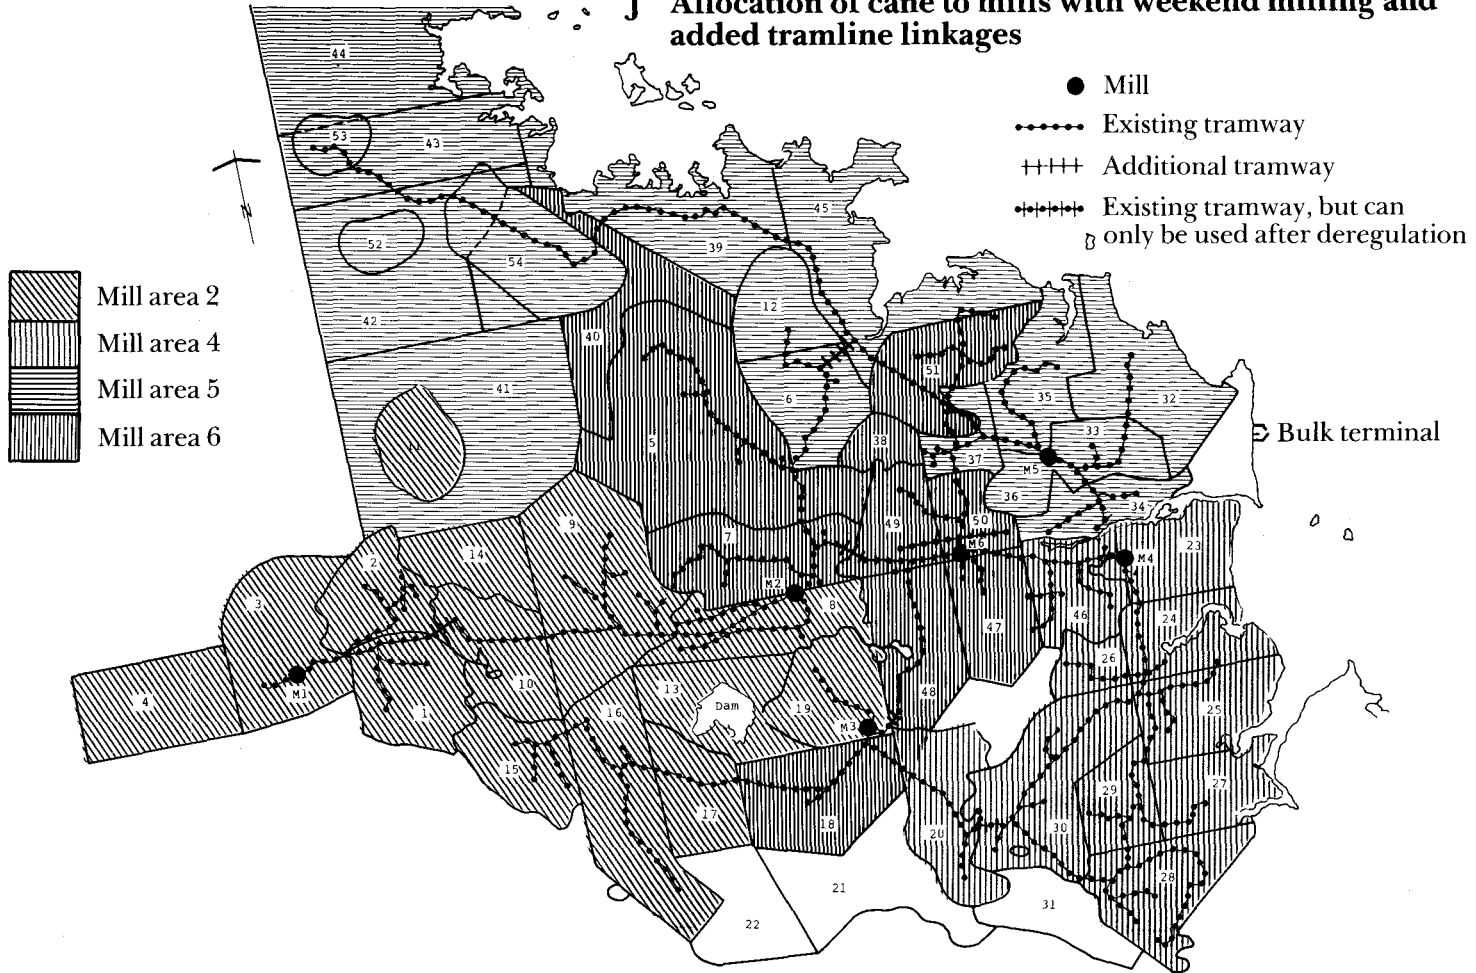 J Allocation of cane to mills with weekend milling and
added tramline linkages
Mill
Existing tramway
Additional tramway
Existing tramway, but can
only be used after deregulation
N
Mill area 2
Mill area 4
Mill area 5
Mill area 6
Bulk terminal
44
53
43
45
52
39
54
12
42
40
51
41
6
35
32
33
11
5
38
37
M5
36
34
9
49
50
7
14
M6
23
2
M4
M2
3
8
46
24
47
26
M1
10
13
48
4
1
16
Dam
19
25
M3
15
29
27
17
18
20
30
28
21
31
22